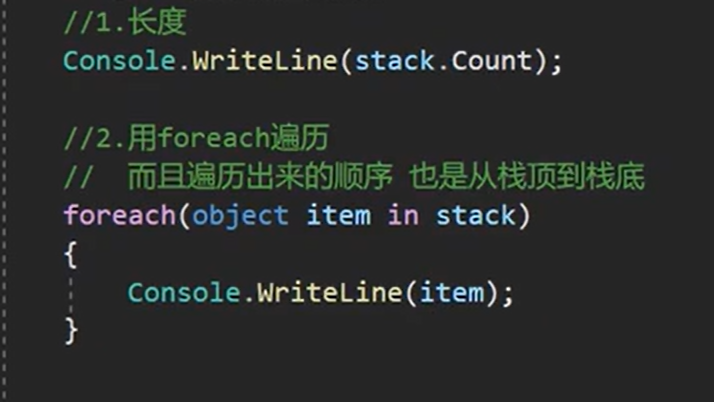 //1.长度
Console.WriteLine(stack.Count);
//2.用foreach遍历
// 而且遍历出来的顺序 也是从栈顶到栈底
foreach(object item in stack)
{
Console.WriteLine(item);
}